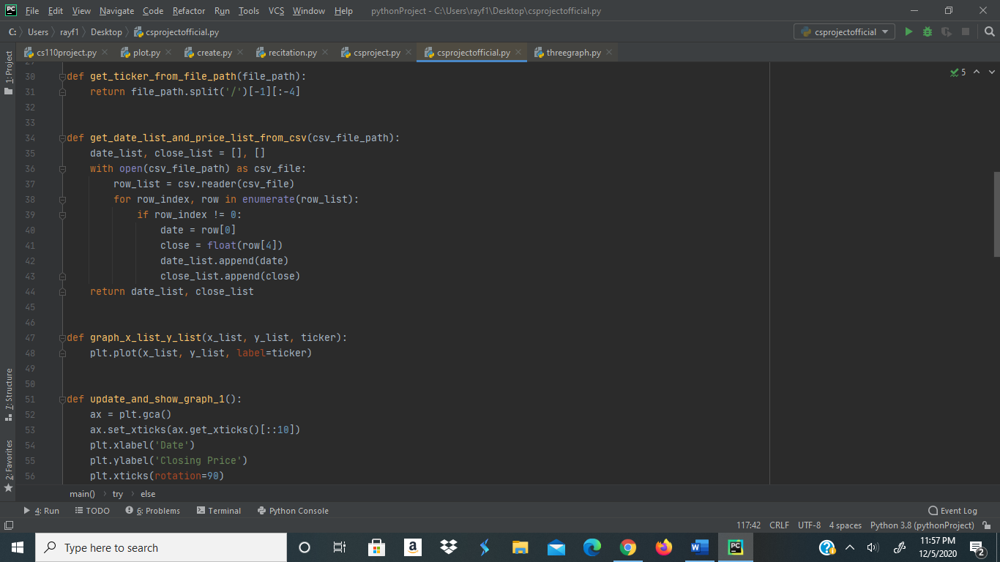 PC File Edit View Navigate Code Refactor Run Tools VCS Window Help pythonProject - C:\Users\rayf1\Desktop\csprojectofficial.py
C: Users rayf1 Desktop csprojectofficial.py csprojectofficial
cs110project.py plot.py create.py recitation.py csproject.py csprojectofficial.py threegraph.py
1: Project
7: Structure
2: Favorites
5
30 def get_ticker_from_file_path(file_path):
31 return file_path.split('/')[-1][:-4]
32
33
34 def get_date_list_and_price_list_from_csv(csv_file_path):
35 date_list, close_list = [], []
36 with open(csv_file_path) as csv_file:
37 row_list = csv.reader(csv_file)
38 for row_index, row in enumerate(row_list):
39 if row_index != 0:
40 date = row[0]
41 close = float(row[4])
42 date_list.append(date)
43 close_list.append(close)
44 return date_list, close_list
45
46
47 def graph_x_list_y_list(x_list, y_list, ticker):
48 plt.plot(x_list, y_list, label=ticker)
49
50
51 def update_and_show_graph_1():
52 ax = plt.gca()
53 ax.set_xticks(ax.get_xticks()[::10])
54 plt.xlabel('Date')
55 plt.ylabel('Closing Price')
56 plt.xticks(rotation=90)
main() try else
4: Run TODO 6: Problems Terminal Python Console Event Log
117:42 CRLF UTF-8 4 spaces Python 3.8 (pythonProject)
Type here to search
a
W
PC
11:57 PM
12/5/2020
2